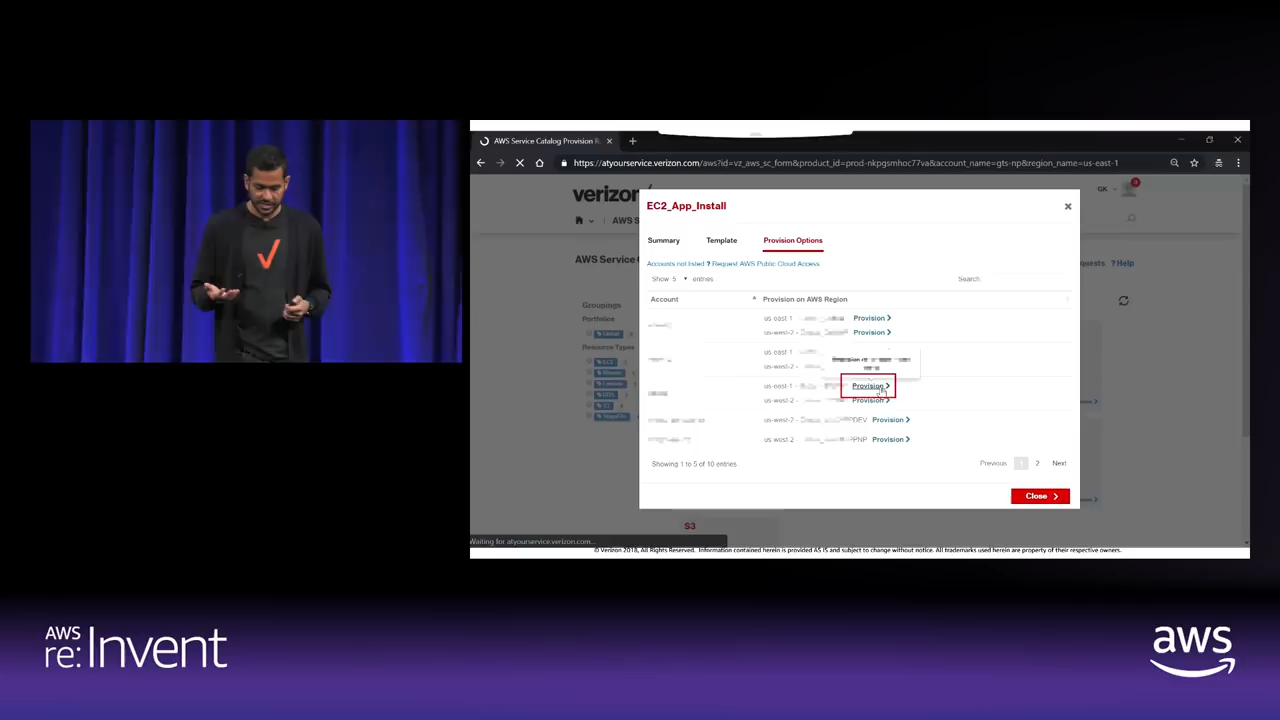 AWS Service Catalog Provision R
https://atyourservice.verizon.com/aws?id=vz_aws_sc_form&product_id=prod-nkpgsmhoc77va&account_name=gts-np&region_name=us-east-1
verizon
GK
3
AWS S
AWS Service C
quests
? Help
EC2_App_Install
Summary
Template
Provision Options
Accounts not listed ? Request AWS Public Cloud Access
Show 5 entries
Search
Account
Provision on AWS Region
us-east-1 -
Provision
us-west-2 -
Provision
us-east-1
us-west-2 -
us-east-1 -
Provision
us-west-2 -
Provision
us-west-2 -
DEV
Provision
us-west-2 -
PNP
Provision
Showing 1 to 5 of 10 entries
Previous
1
2
Next
Close
Groupings
Portfolios
Resource Types
EC2
S3
Waiting for atyourservice.verizon.com...
© Verizon 2018, All Rights Reserved. Information contained herein is provided AS IS and subject to change without notice. All trademarks used herein are property of their respective owners.
AWS
re:Invent
aws